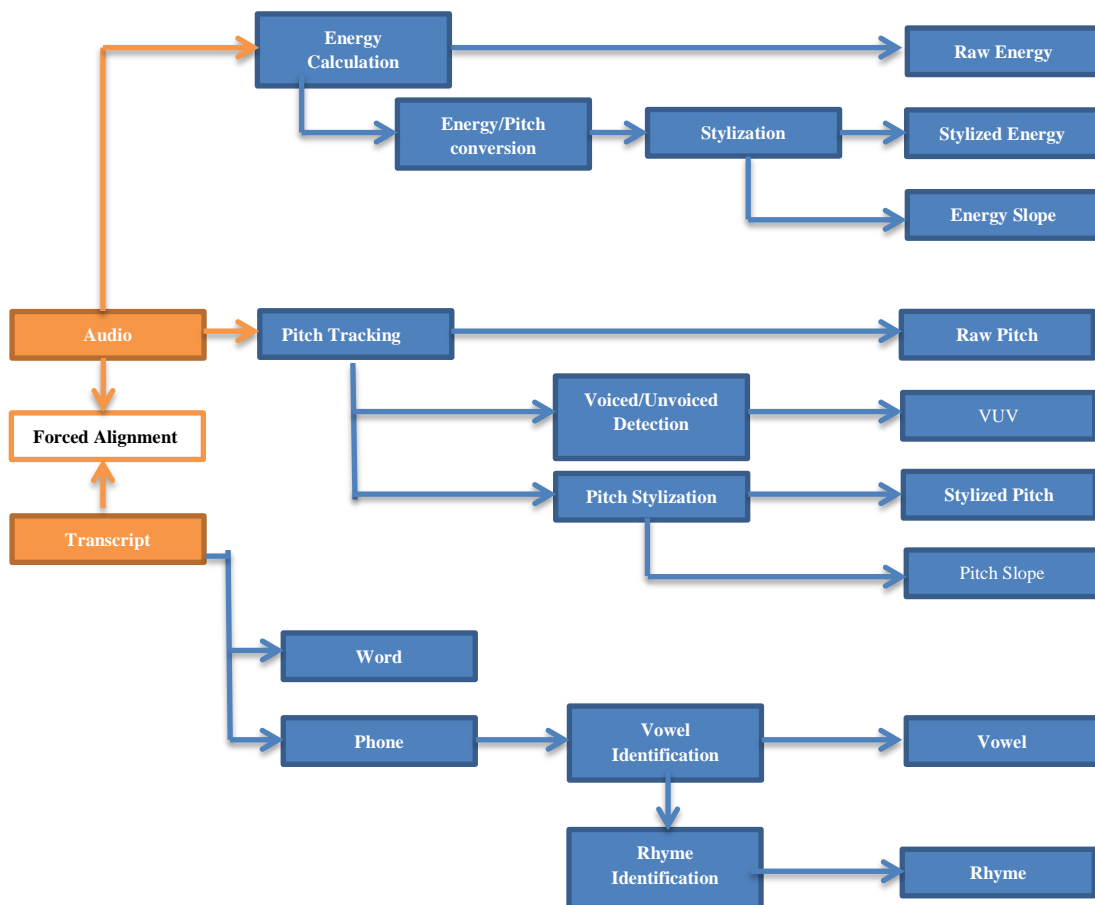 Energy
Calculation
Raw Energy
Energy/Pitch
conversion
Stylization
Stylized Energy
Energy Slope
Audio
Pitch Tracking
Raw Pitch
Voiced/Unvoiced
Detection
VUV
Forced Alignment
Pitch Stylization
Stylized Pitch
Transcript
Pitch Slope
Word
Phone
Vowel
Identification
Vowel
Rhyme
Identification
Rhyme